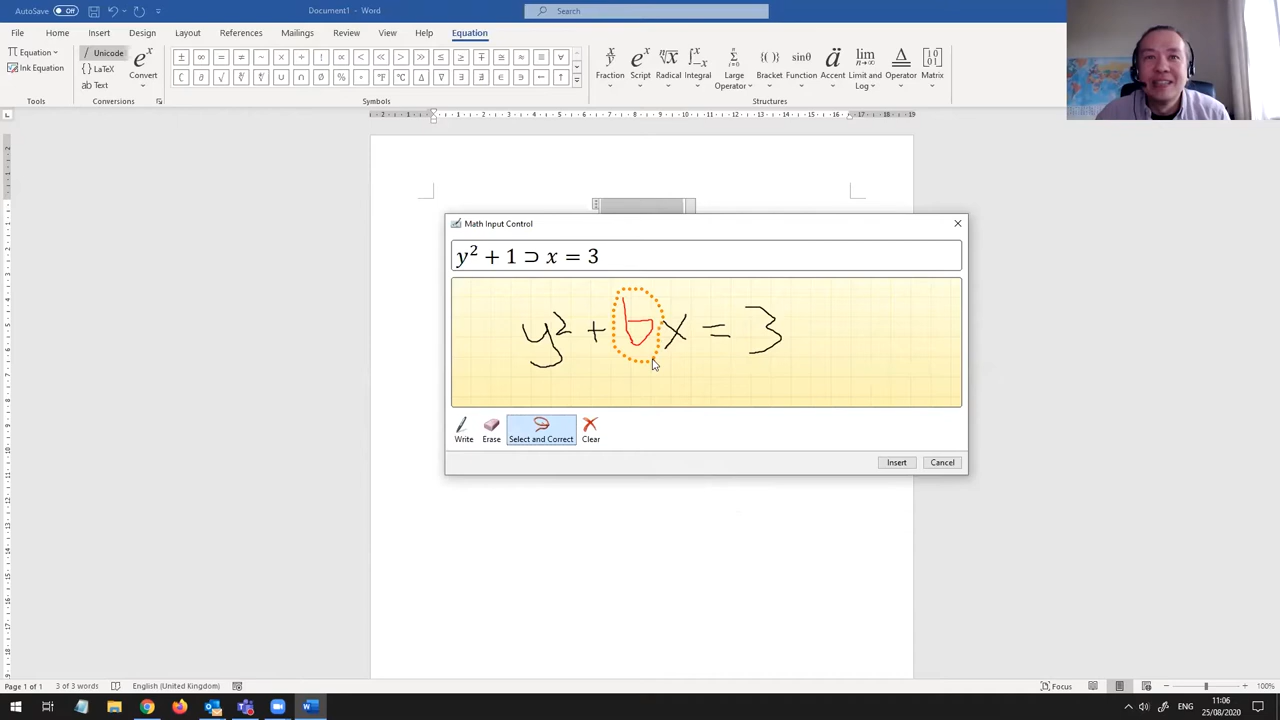 AutoSave Off Document1 - Word Search
File Home Insert Design Layout References Mailings Review View Help Equation
Equation Unicode
Ink Equation LaTeX
ab Text Convert Fraction Script Radical Integral Large Operator Bracket Function Accent Limit and Log Operator Matrix
Tools Conversions Symbols Structures
Math Input Control
y² + 1 ⊃ x = 3
y² + b x = 3
Write Erase Select and Correct Clear
Insert Cancel
Page 1 of 1 3 of 3 words English (United Kingdom) Focus 100%
ENG 11:06
25/08/2020